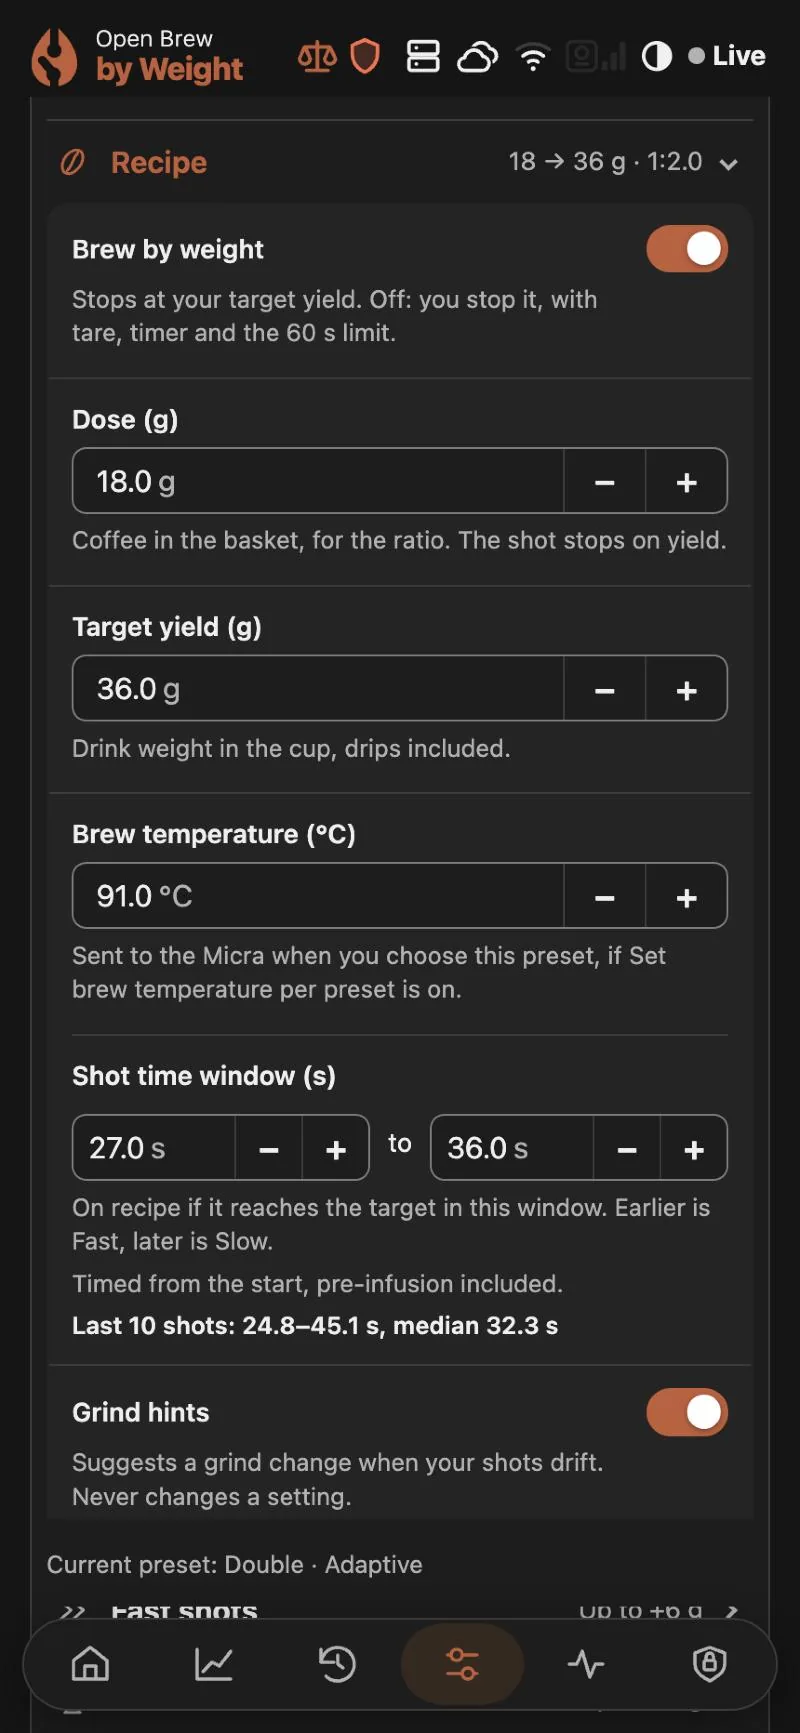 Open Brew
by Weight
Live
Recipe
18 → 36 g · 1:2.0
Brew by weight
Stops at your target yield. Off: you stop it, with
tare, timer and the 60 s limit.
Dose (g)
18.0 g
− +
Coffee in the basket, for the ratio. The shot stops on yield.
Target yield (g)
36.0 g
− +
Drink weight in the cup, drips included.
Brew temperature (°C)
91.0 °C
− +
Sent to the Micra when you choose this preset, if Set
brew temperature per preset is on.
Shot time window (s)
27.0 s − + to 36.0 s − +
On recipe if it reaches the target in this window. Earlier is
Fast, later is Slow.
Timed from the start, pre-infusion included.
Last 10 shots: 24.8–45.1 s, median 32.3 s
Grind hints
Suggests a grind change when your shots drift.
Never changes a setting.
Current preset: Double · Adaptive
Fast shots
Up to +6 g